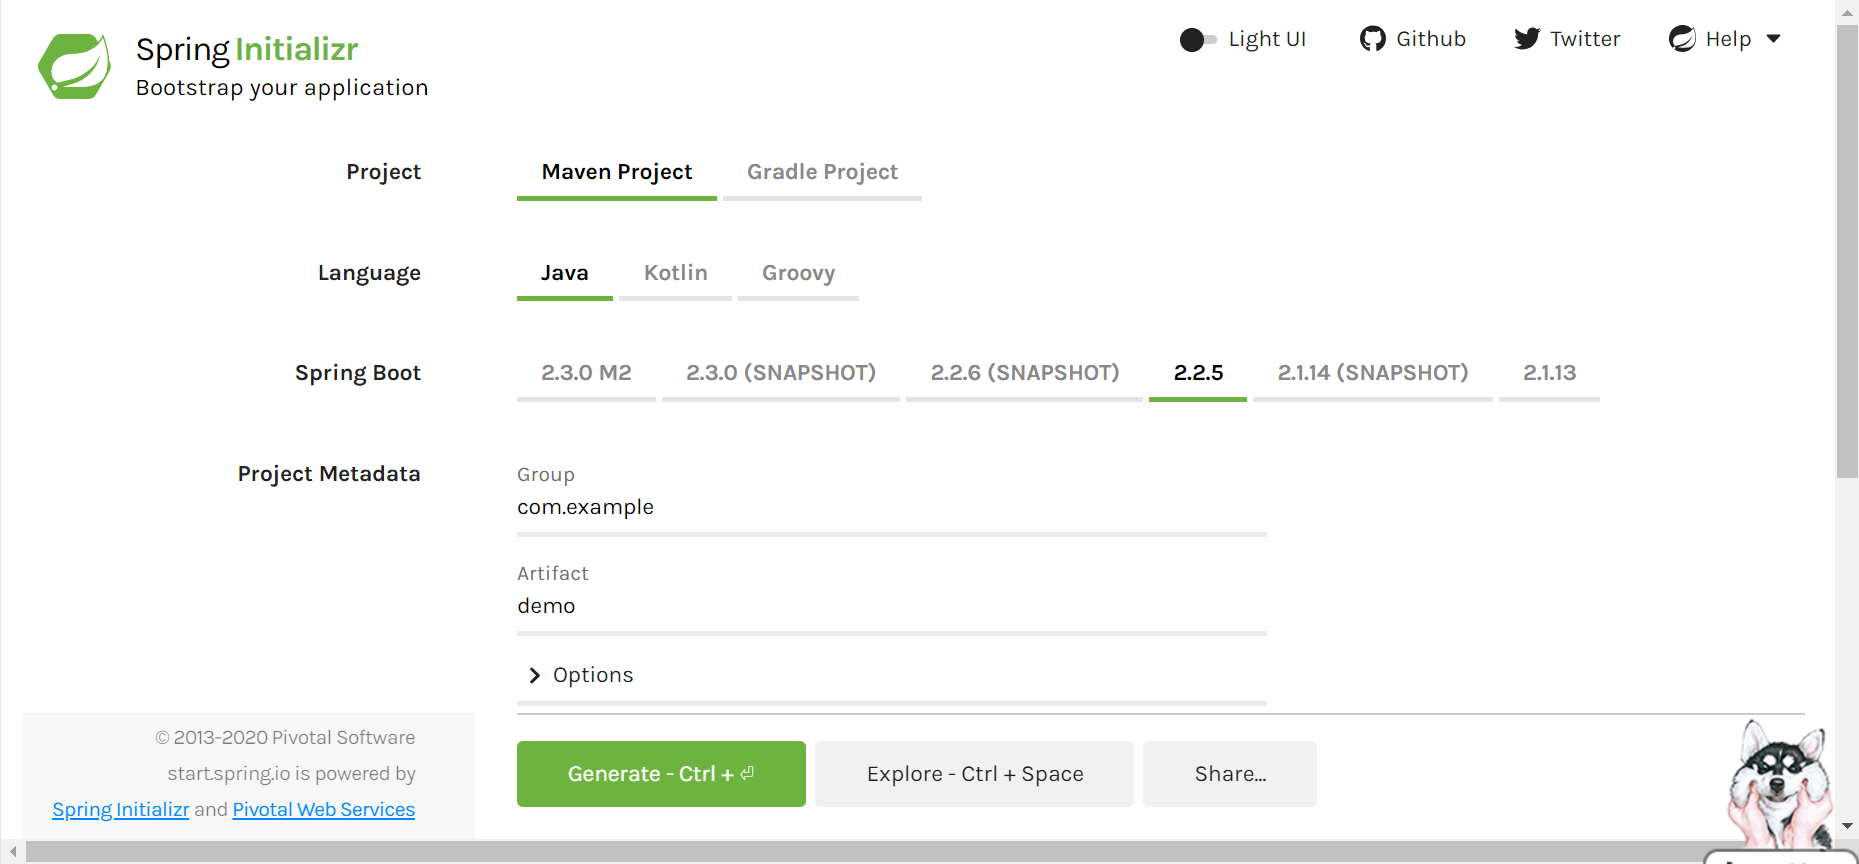 Spring Initializr
Bootstrap your application
Light UI
Github
Twitter
Help
Project
Maven Project
Gradle Project
Language
Java
Kotlin
Groovy
Spring Boot
2.3.0 M2
2.3.0 (SNAPSHOT)
2.2.6 (SNAPSHOT)
2.2.5
2.1.14 (SNAPSHOT)
2.1.13
Project Metadata
Group
com.example
Artifact
demo
Options
© 2013-2020 Pivotal Software
start.spring.io is powered by
Spring Initializr and Pivotal Web Services
Generate - Ctrl + ⏎
Explore - Ctrl + Space
Share...